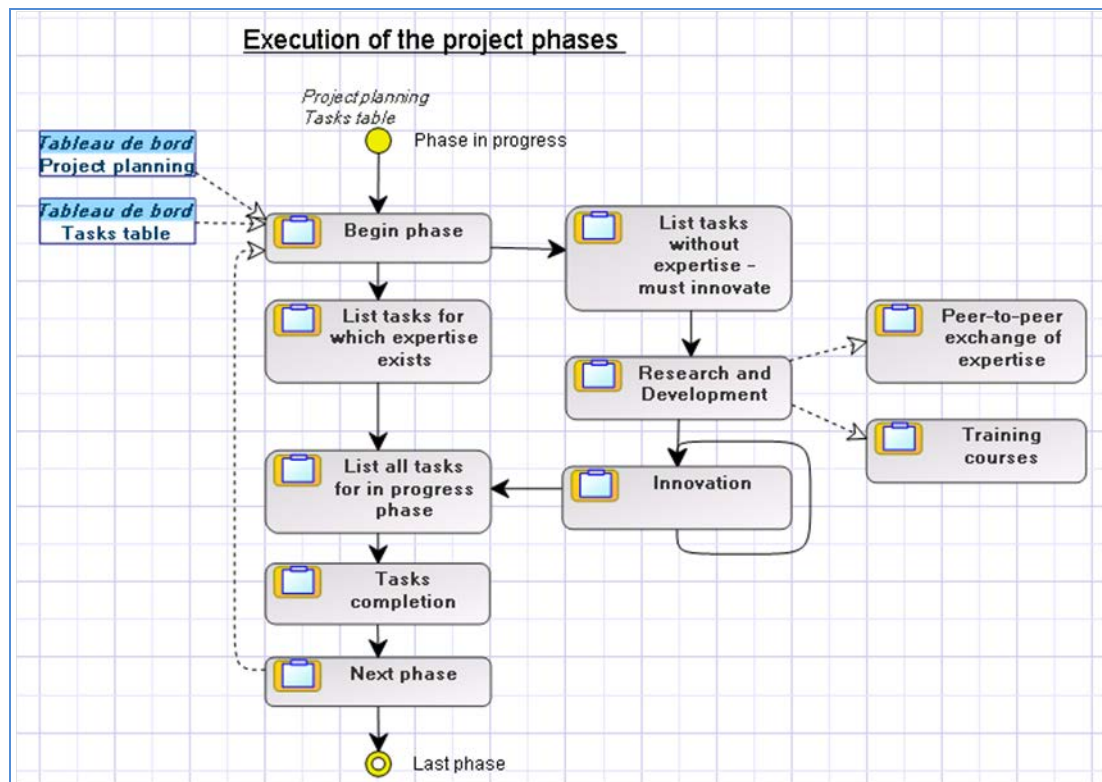 Execution of the project phases
Project planning
Tasks table
Phase in progress
Tableau de bord
Project planning
Tableau de bord
Tasks table
Begin phase
List tasks
without
expertise -
must innovate
List tasks for
which expertise
exists
Research and
Development
Peer-to-peer
exchange of
expertise
Training
courses
List all tasks
for in progress
phase
Innovation
Tasks
completion
Next phase
Last phase